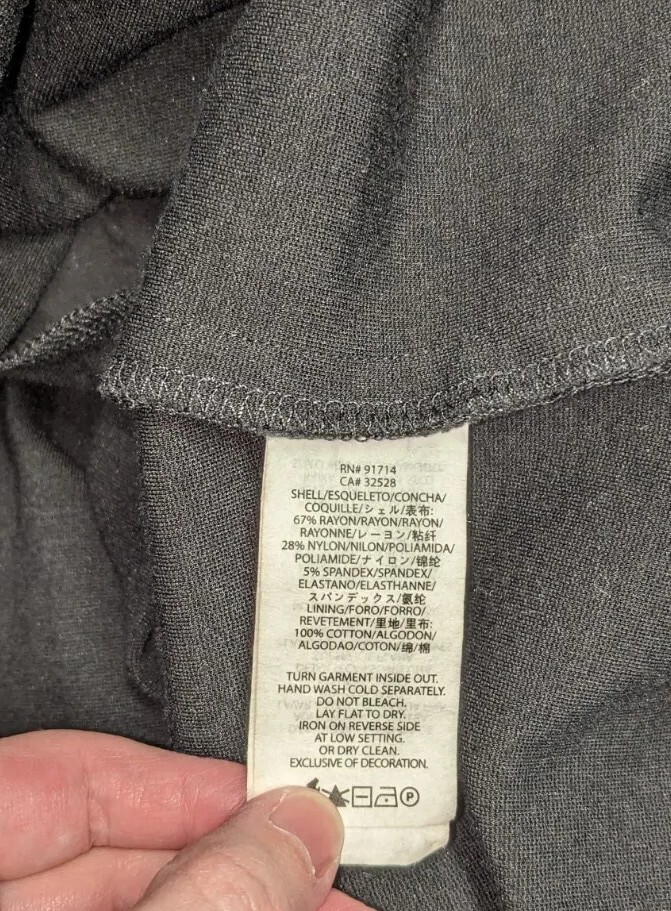 RN# 91714
CA# 32528
SHELL/ESQUELETO/CONCHA/
COQUILLE/シェル/表布:
67% RAYON/RAYON/RAYON/
RAYONNE/レーヨン/粘纤
28% NYLON/NILON/POLIAMIDA/
POLIAMIDE/ナイロン/锦纶
5% SPANDEX/SPANDEX/
ELASTANO/ELASTHANNE/
スパンデックス/氨纶
LINING/FORO/FORRO/
REVETEMENT/里地/里布:
100% COTTON/ALGODON/
ALGODAO/COTON/綿/棉
TURN GARMENT INSIDE OUT.
HAND WASH COLD SEPARATELY.
DO NOT BLEACH.
LAY FLAT TO DRY.
IRON ON REVERSE SIDE
AT LOW SETTING.
OR DRY CLEAN.
EXCLUSIVE OF DECORATION.
P